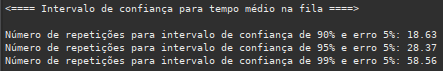 <==== Intervalo de confiança para tempo médio na fila ====>
Número de repetições para intervalo de confiança de 90% e erro 5%: 18.63
Número de repetições para intervalo de confiança de 95% e erro 5%: 28.37
Número de repetições para intervalo de confiança de 99% e erro 5%: 58.56